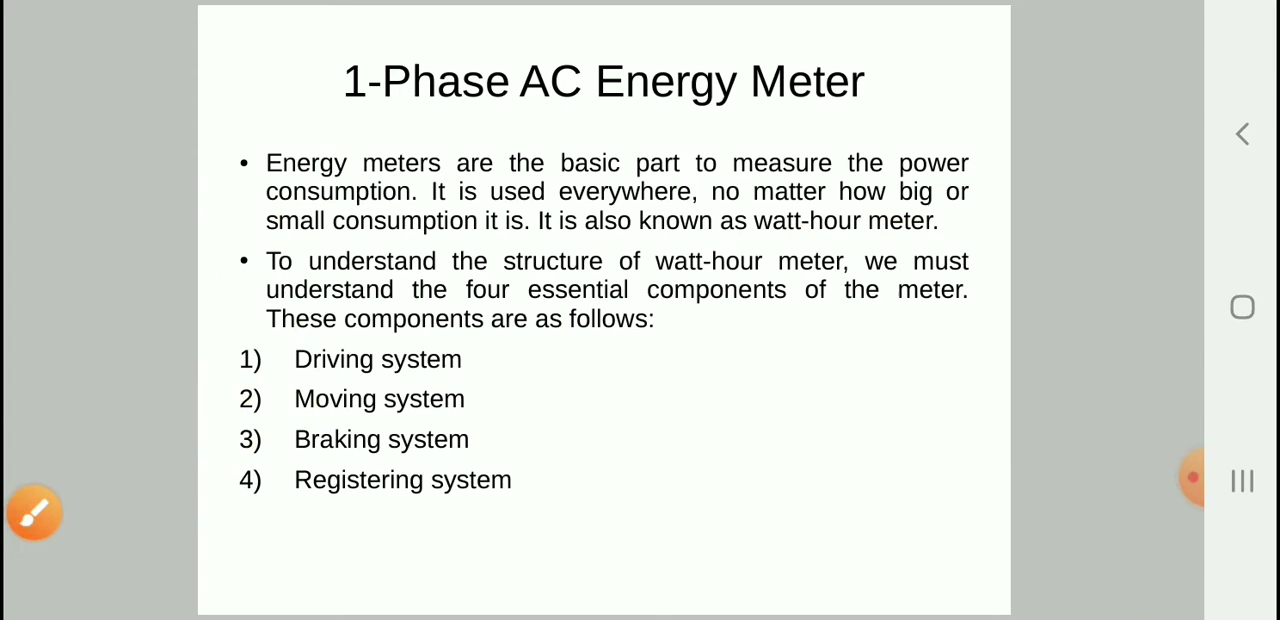 1-Phase AC Energy Meter
• Energy meters are the basic part to measure the power
consumption. It is used everywhere, no matter how big or
small consumption it is. It is also known as watt-hour meter.
• To understand the structure of watt-hour meter, we must
understand the four essential components of the meter.
These components are as follows:
1) Driving system
2) Moving system
3) Braking system
4) Registering system